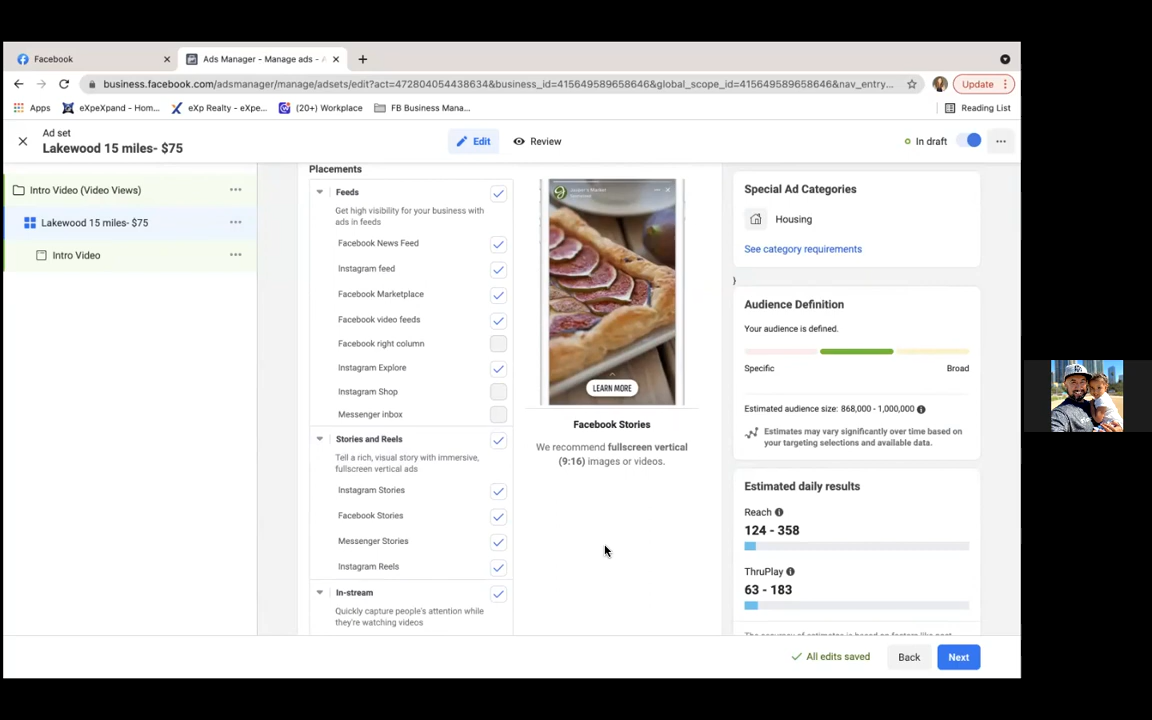 Facebook
Ads Manager - Manage ads -
business.facebook.com/adsmanager/manage/adsets/edit?act=472804054438634&business_id=415649589658646&global_scope_id=415649589658646&nav_entry...
Update
Apps
eXpeXpand - Hom...
eXp Realty - eXpe...
(20+) Workplace
FB Business Mana...
Reading List
Ad set
Lakewood 15 miles- $75
Edit
Review
In draft
Intro Video (Video Views)
Lakewood 15 miles- $75
Intro Video
Placements
Feeds
Get high visibility for your business with
ads in feeds
Facebook News Feed
Instagram feed
Facebook Marketplace
Facebook video feeds
Facebook right column
Instagram Explore
Instagram Shop
Messenger inbox
Stories and Reels
Tell a rich, visual story with immersive,
fullscreen vertical ads
Instagram Stories
Facebook Stories
Messenger Stories
Instagram Reels
In-stream
Quickly capture people's attention while
they're watching videos
Jasper's Market
LEARN MORE
Facebook Stories
We recommend fullscreen vertical
(9:16) images or videos.
Special Ad Categories
Housing
See category requirements
}
Audience Definition
Your audience is defined.
Specific
Broad
Estimated audience size: 868,000 - 1,000,000
Estimates may vary significantly over time based on
your targeting selections and available data.
Estimated daily results
Reach
124 - 358
ThruPlay
63 - 183
All edits saved
Back
Next